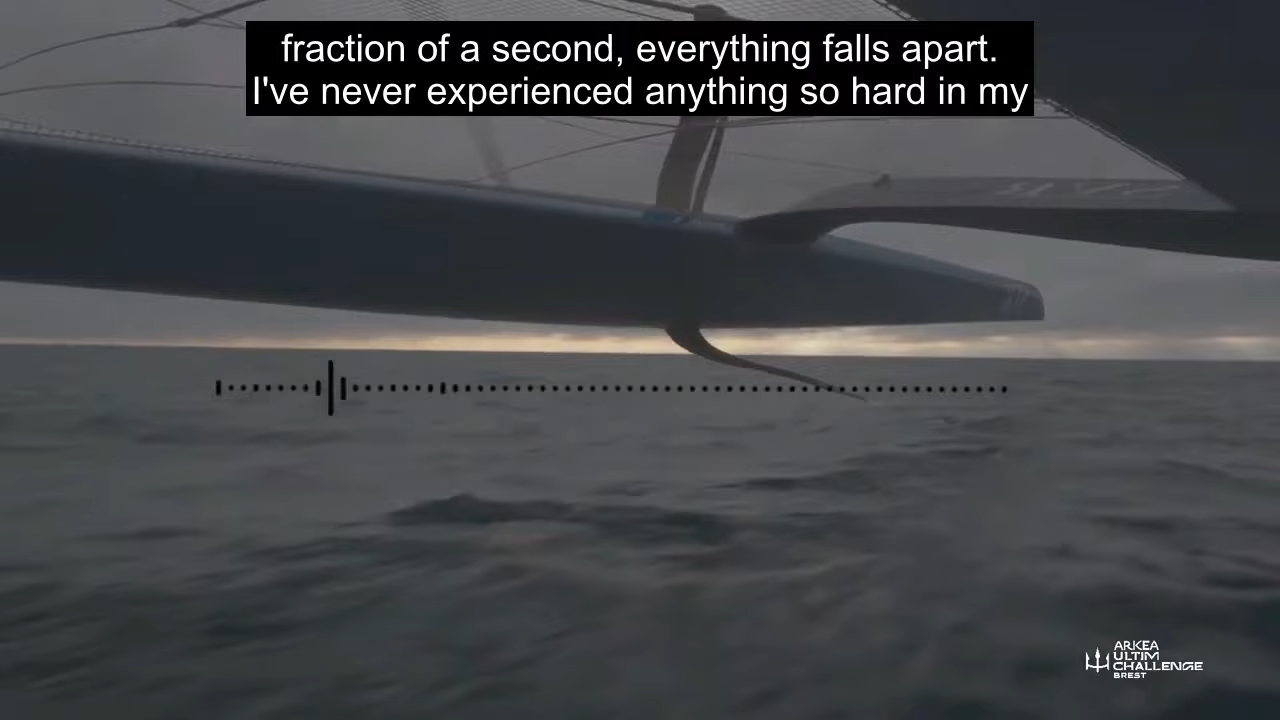 fraction of a second, everything falls apart.
I've never experienced anything so hard in my
ARKEA
ULTIM
CHALLENGE
BREST